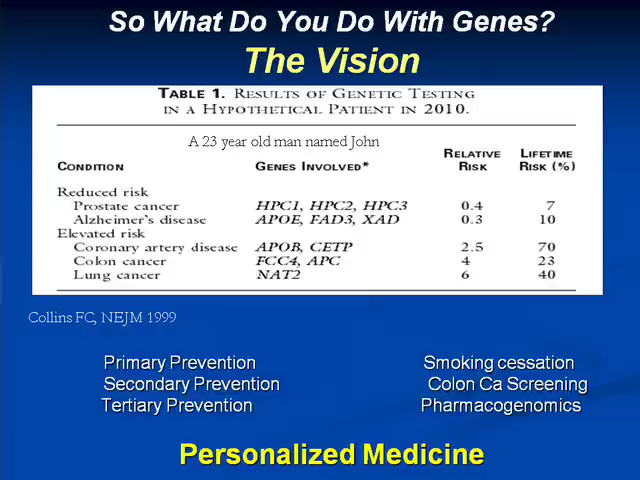 So What Do You Do With Genes?
The Vision
TABLE 1. RESULTS OF GENETIC TESTING
IN A HYPOTHETICAL PATIENT IN 2010.
A 23 year old man named John
CONDITION GENES INVOLVED* RELATIVE RISK LIFETIME RISK (%)
Reduced risk
Prostate cancer HPC1, HPC2, HPC3 0.4 7
Alzheimer's disease APOE, FAD3, XAD 0.3 10
Elevated risk
Coronary artery disease APOB, CETP 2.5 70
Colon cancer FCC4, APC 4 23
Lung cancer NAT2 6 40
Collins FC, NEJM 1999
Primary Prevention Smoking cessation
Secondary Prevention Colon Ca Screening
Tertiary Prevention Pharmacogenomics
Personalized Medicine